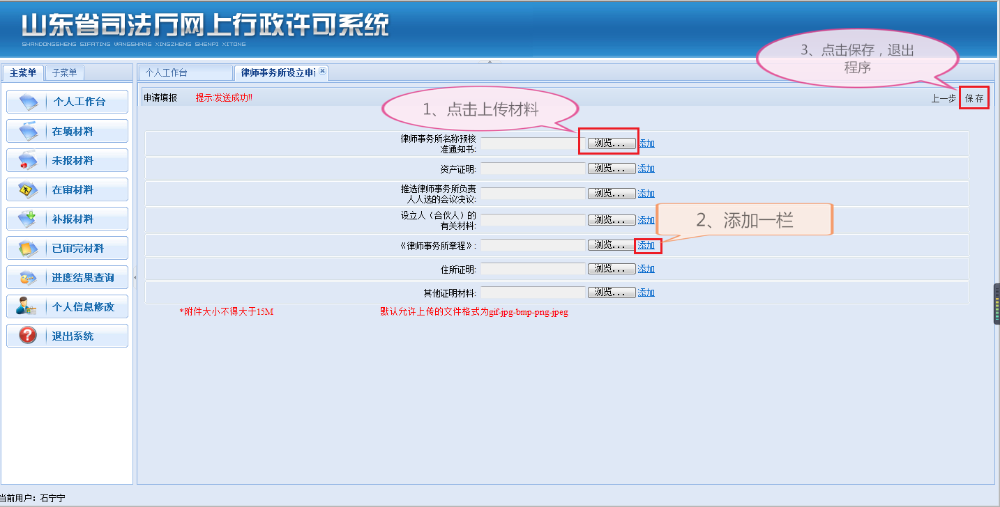 山东省司法厅网上行政许可系统
SHANDONGSHENG SIFATING WANGSHANG XINGZHENG SHENPI XITONG
3、点击保存，退出
程序
主菜单 子菜单
个人工作台 律师事务所设立申请
申请填报 提示:发送成功!!
上一步 保 存
1、点击上传材料
个人工作台
在填材料
未报材料
在审材料
补报材料
已审完材料
进度结果查询
个人信息修改
退出系统
律师事务所名称预核
准通知书: 浏览... 添加
资产证明: 浏览... 添加
推选律师事务所负责
人人选的会议决议: 浏览... 添加
设立人（合伙人）的
有关材料: 浏览... 添加
2、添加一栏
《律师事务所章程》: 浏览... 添加
住所证明: 浏览... 添加
其他证明材料: 浏览... 添加
*附件大小不得大于15M 默认允许上传的文件格式为gif-jpg-bmp-png-jpeg
当前用户：石宁宁